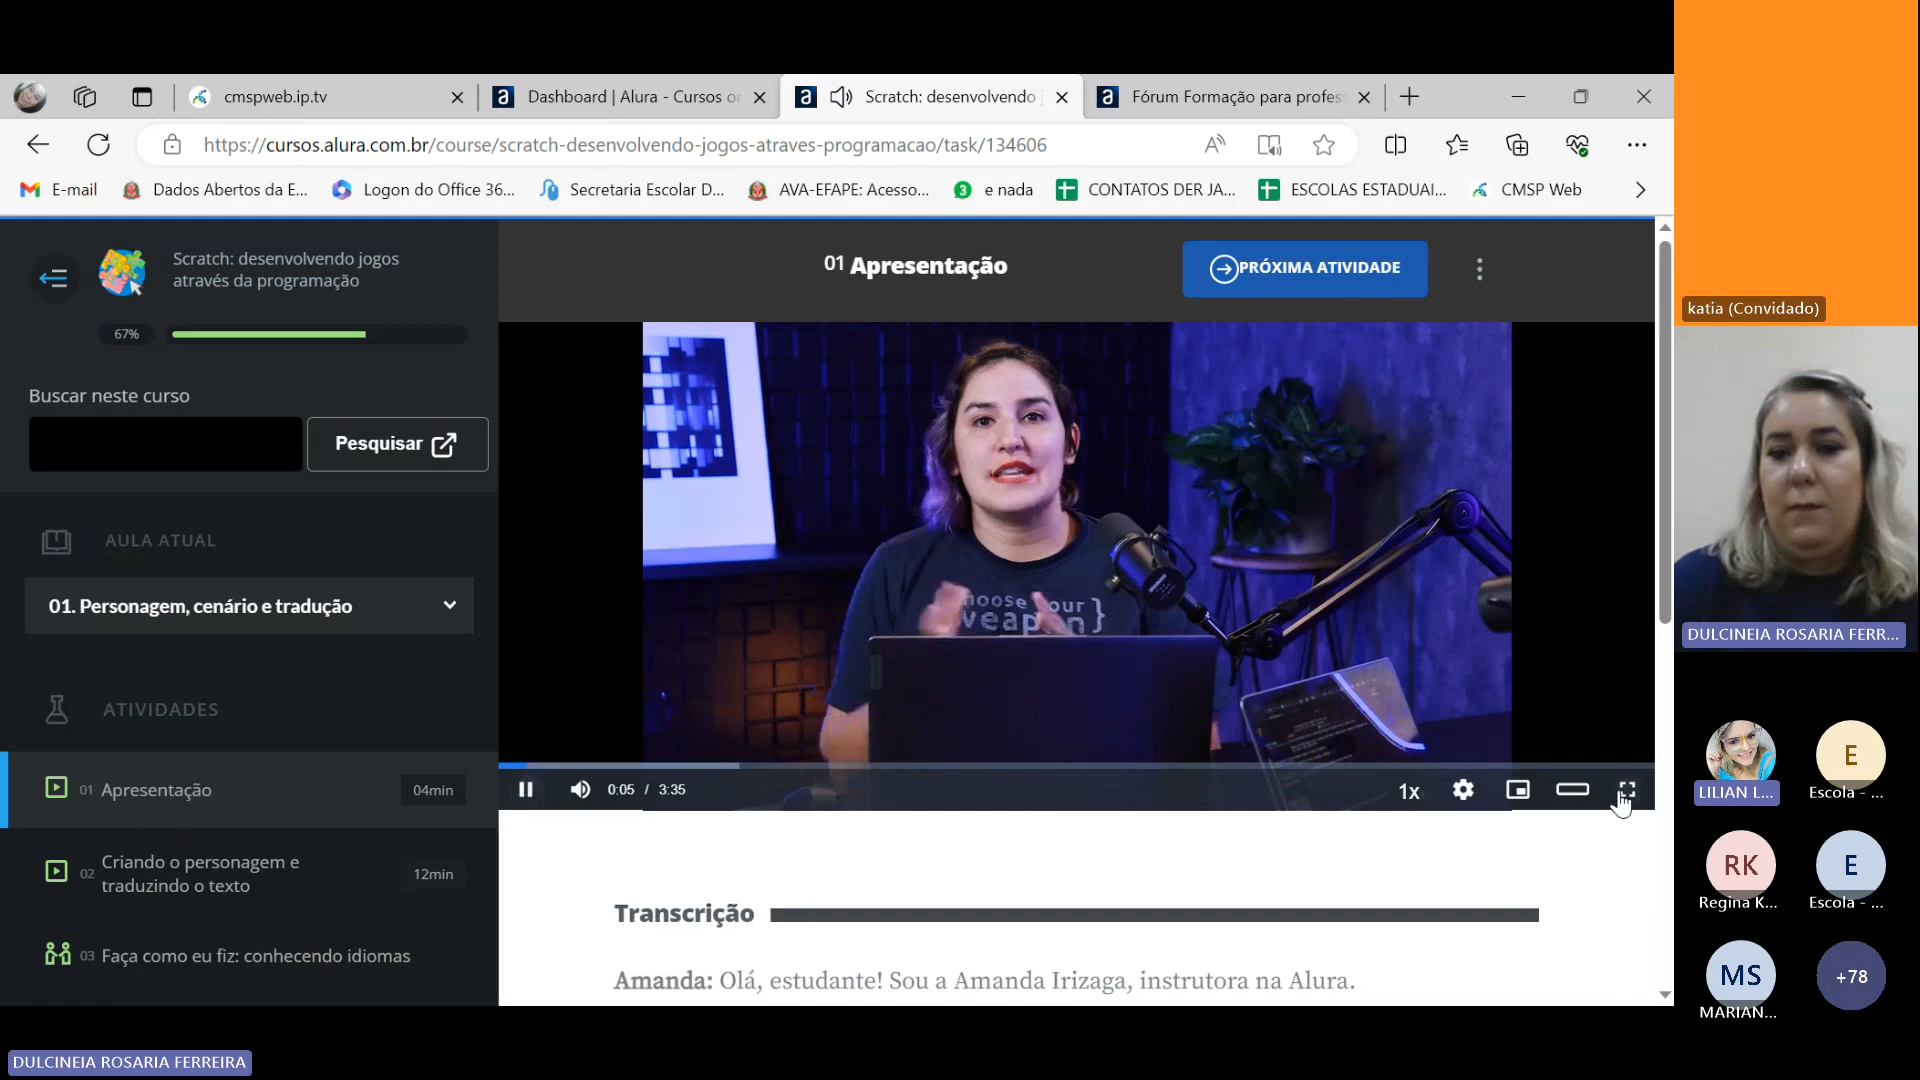 cmspweb.ip.tv
Dashboard | Alura - Cursos or
Scratch: desenvolvendo j
Fórum Formação para profess
https://cursos.alura.com.br/course/scratch-desenvolvendo-jogos-atraves-programacao/task/134606
E-mail
Dados Abertos da E...
Logon do Office 36...
Secretaria Escolar D...
AVA-EFAPE: Acesso...
3
e nada
CONTATOS DER JA...
ESCOLAS ESTADUAI...
CMSP Web
Scratch: desenvolvendo jogos
através da programação
67%
Buscar neste curso
Pesquisar
AULA ATUAL
01. Personagem, cenário e tradução
ATIVIDADES
01 Apresentação 04min
02 Criando o personagem e
traduzindo o texto 12min
03 Faça como eu fiz: conhecendo idiomas
01 Apresentação
PRÓXIMA ATIVIDADE
hoose your
weapon}
0:05 / 3:35
1x
Transcrição
Amanda: Olá, estudante! Sou a Amanda Irizaga, instrutora na Alura.
katia (Convidado)
DULCINEIA ROSARIA FERR...
LILIAN L...
E
Escola - ...
RK
Regina K...
E
Escola - ...
MS
MARIAN...
+78
DULCINEIA ROSARIA FERREIRA